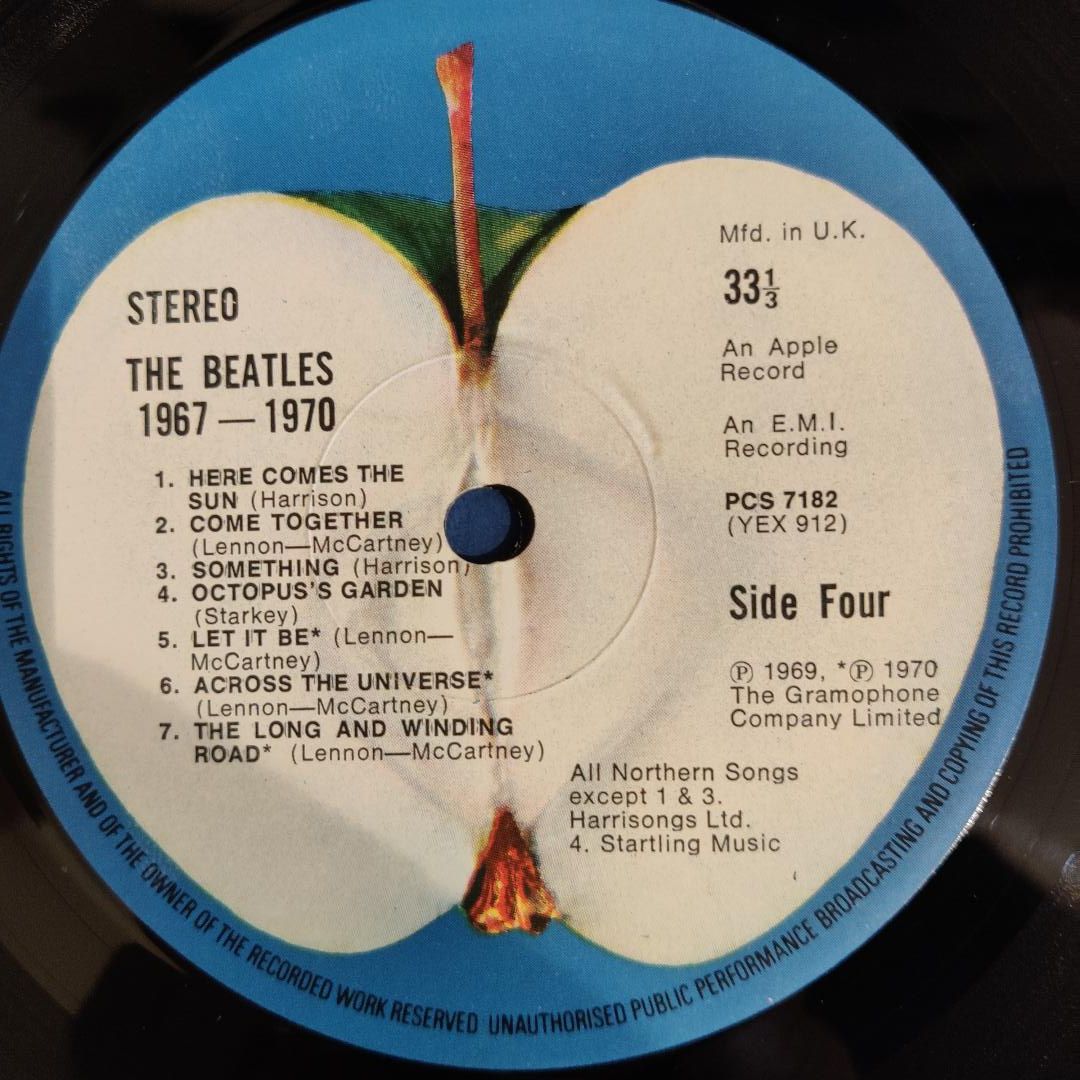 STEREO
THE BEATLES
1967 — 1970
1. HERE COMES THE
SUN (Harrison)
2. COME TOGETHER
(Lennon—McCartney)
3. SOMETHING (Harrison)
4. OCTOPUS'S GARDEN
(Starkey)
5. LET IT BE* (Lennon—
McCartney)
6. ACROSS THE UNIVERSE*
(Lennon—McCartney)
7. THE LONG AND WINDING
ROAD* (Lennon—McCartney)
Mfd. in U.K.
33⅓
An Apple
Record
An E.M.I.
Recording
PCS 7182
(YEX 912)
Side Four
Ⓟ 1969, *Ⓟ 1970
The Gramophone
Company Limited
All Northern Songs
except 1 & 3.
Harrisongs Ltd.
4. Startling Music
ALL RIGHTS OF THE MANUFACTURER AND OF THE OWNER OF THE RECORDED WORK RESERVED UNAUTHORISED PUBLIC PERFORMANCE BROADCASTING AND COPYING OF THIS RECORD PROHIBITED